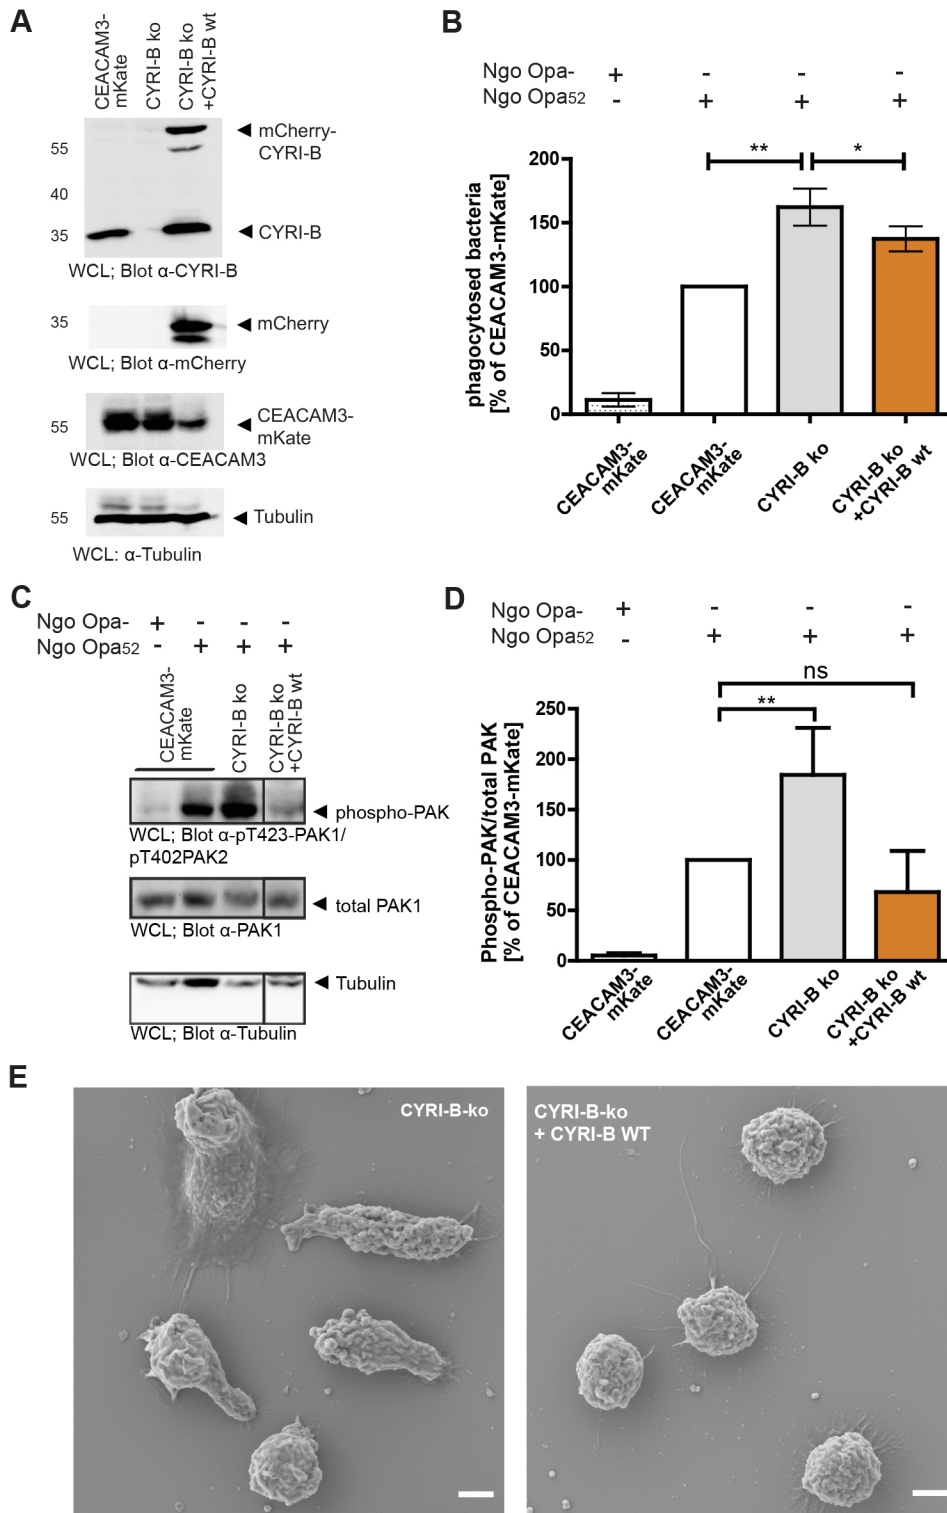 A
CEACAM3-
mKate
CYRI-B ko
CYRI-B ko
+CYRI-B wt
55
40
35
mCherry-
CYRI-B
CYRI-B
WCL; Blot α-CYRI-B
35
mCherry
WCL; Blot α-mCherry
55
CEACAM3-
mKate
WCL; Blot α-CEACAM3
55
Tubulin
WCL: α-Tubulin
B
Ngo Opa- + - - -
Ngo Opa52 - + + +
** *
phagocytosed bacteria
[% of CEACAM3-mKate]
200
150
100
50
0
CEACAM3-
mKate
CEACAM3-
mKate
CYRI-B ko
CYRI-B ko
+CYRI-B wt
C
Ngo Opa- + - - -
Ngo Opa52 - + + +
CEACAM3-
mKate
CYRI-B ko
CYRI-B ko
+CYRI-B wt
phospho-PAK
WCL; Blot α-pT423-PAK1/
pT402PAK2
total PAK1
WCL; Blot α-PAK1
Tubulin
WCL; Blot α-Tubulin
D
Ngo Opa- + - - -
Ngo Opa52 - + + +
ns
**
Phospho-PAK/total PAK
[% of CEACAM3-mKate]
250
200
150
100
50
0
CEACAM3-
mKate
CEACAM3-
mKate
CYRI-B ko
CYRI-B ko
+CYRI-B wt
E
CYRI-B-ko
CYRI-B-ko
+ CYRI-B WT